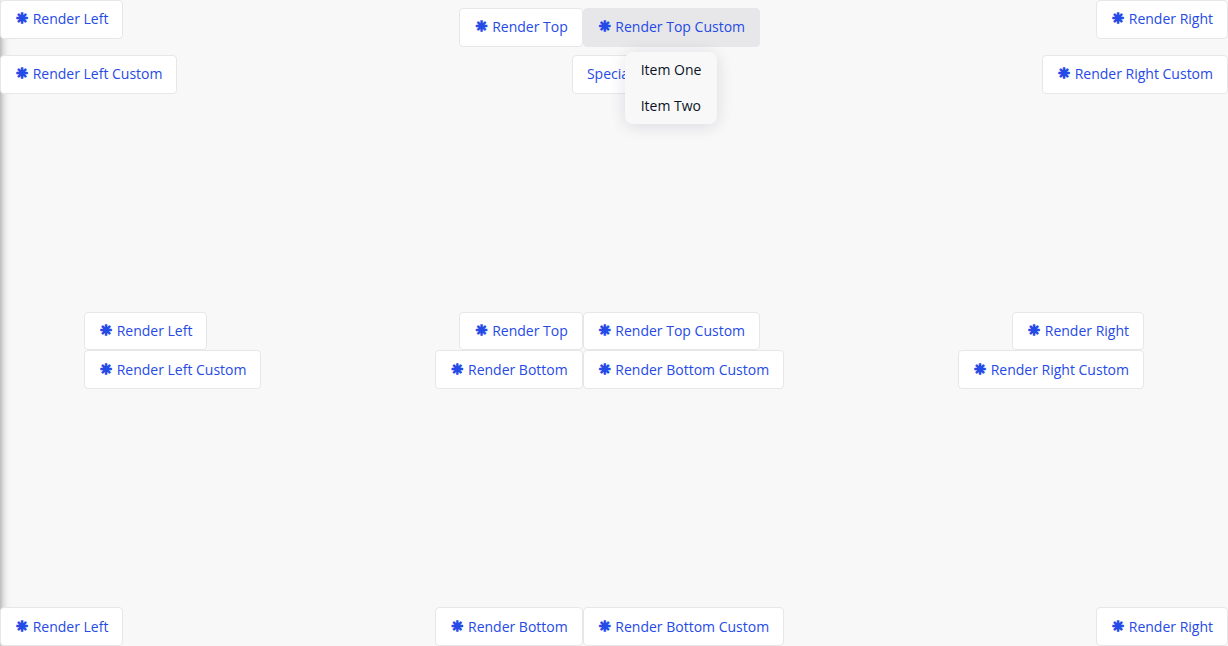 Render Left
Render Top
Render Top Custom
Render Right
Render Left Custom
Item One
Render Right Custom
Item Two
Render Left
Render Top
Render Top Custom
Render Right
Render Left Custom
Render Bottom
Render Bottom Custom
Render Right Custom
Render Left
Render Bottom
Render Bottom Custom
Render Right